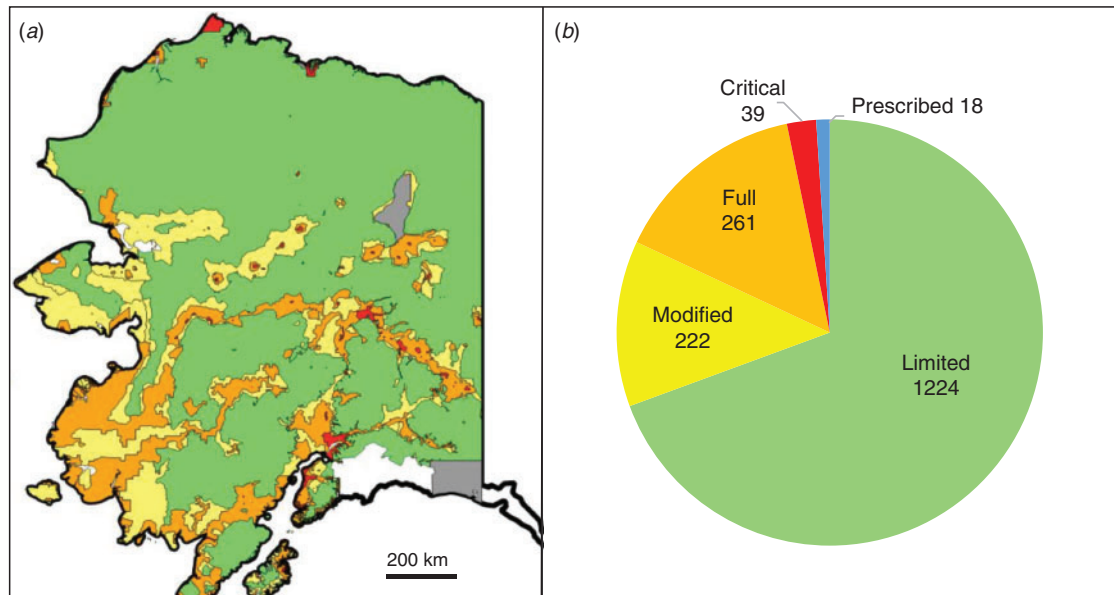 (a)
200 km
(b)
Critical
39
Prescribed 18
Full
261
Modified
222
Limited
1224